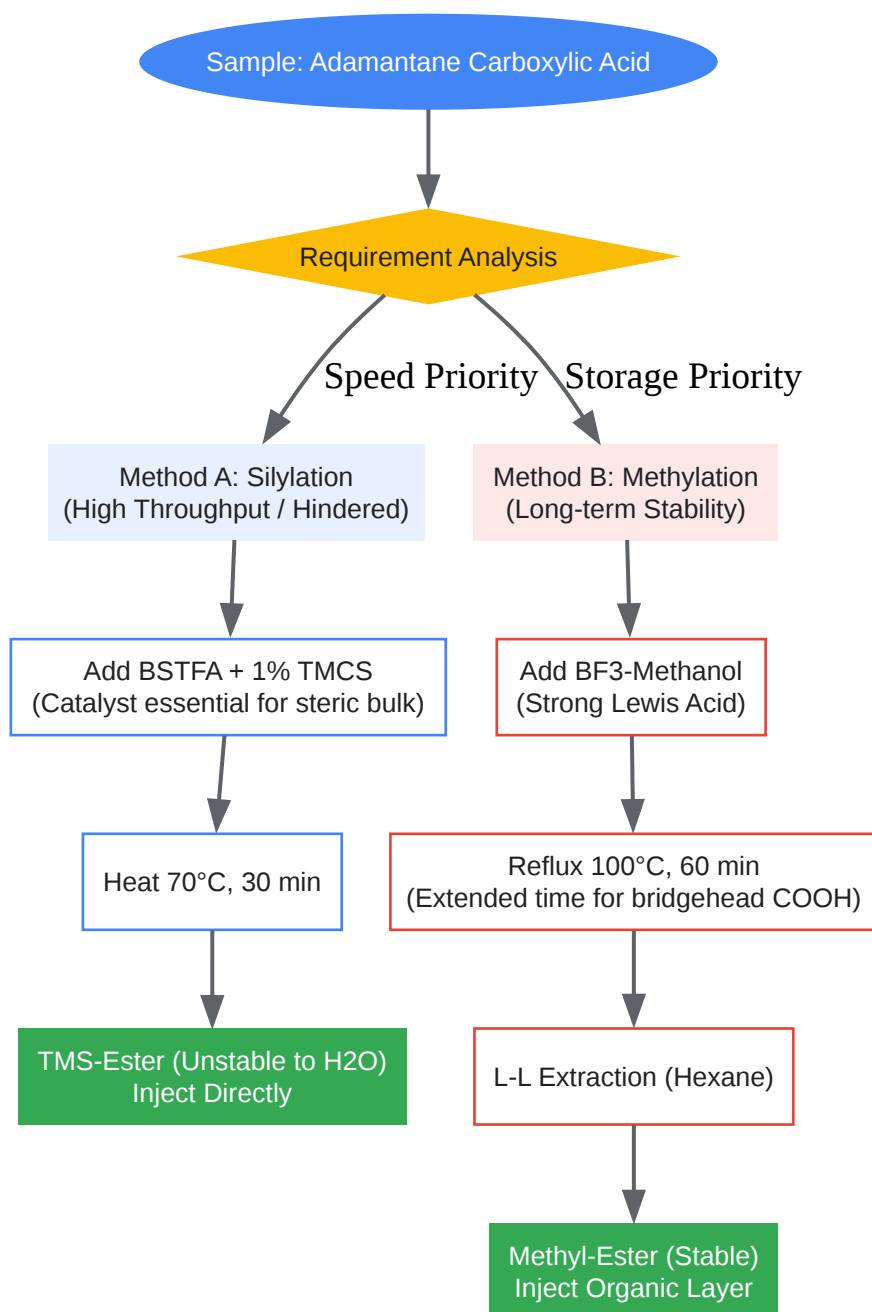 Sample: Adamantane Carboxylic Acid
Requirement Analysis
Speed Priority
Storage Priority
Method A: Silylation
(High Throughput / Hindered)
Method B: Methylation
(Long-term Stability)
Add BSTFA + 1% TMCS
(Catalyst essential for steric bulk)
Add BF3-Methanol
(Strong Lewis Acid)
Heat 70°C, 30 min
Reflux 100°C, 60 min
(Extended time for bridgehead COOH)
TMS-Ester (Unstable to H2O)
Inject Directly
L-L Extraction (Hexane)
Methyl-Ester (Stable)
Inject Organic Layer